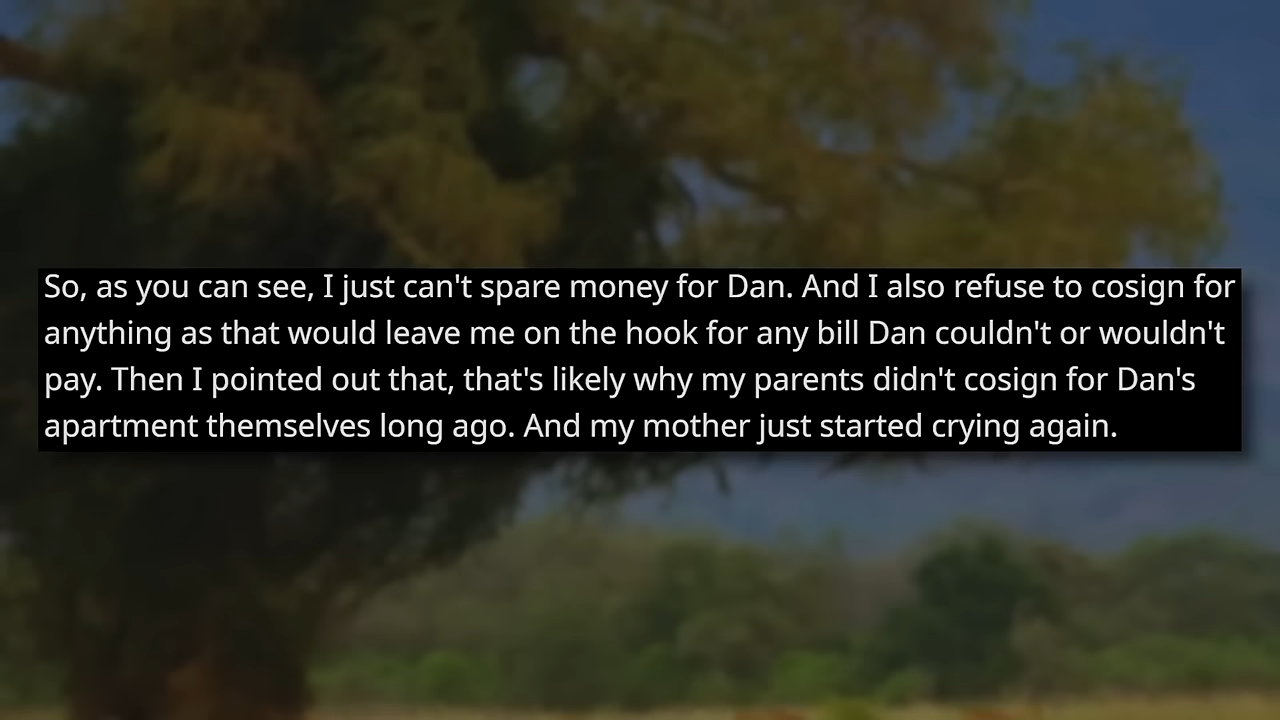 So, as you can see, I just can't spare money for Dan. And I also refuse to cosign for
anything as that would leave me on the hook for any bill Dan couldn't or wouldn't
pay. Then I pointed out that, that's likely why my parents didn't cosign for Dan's
apartment themselves long ago. And my mother just started crying again.